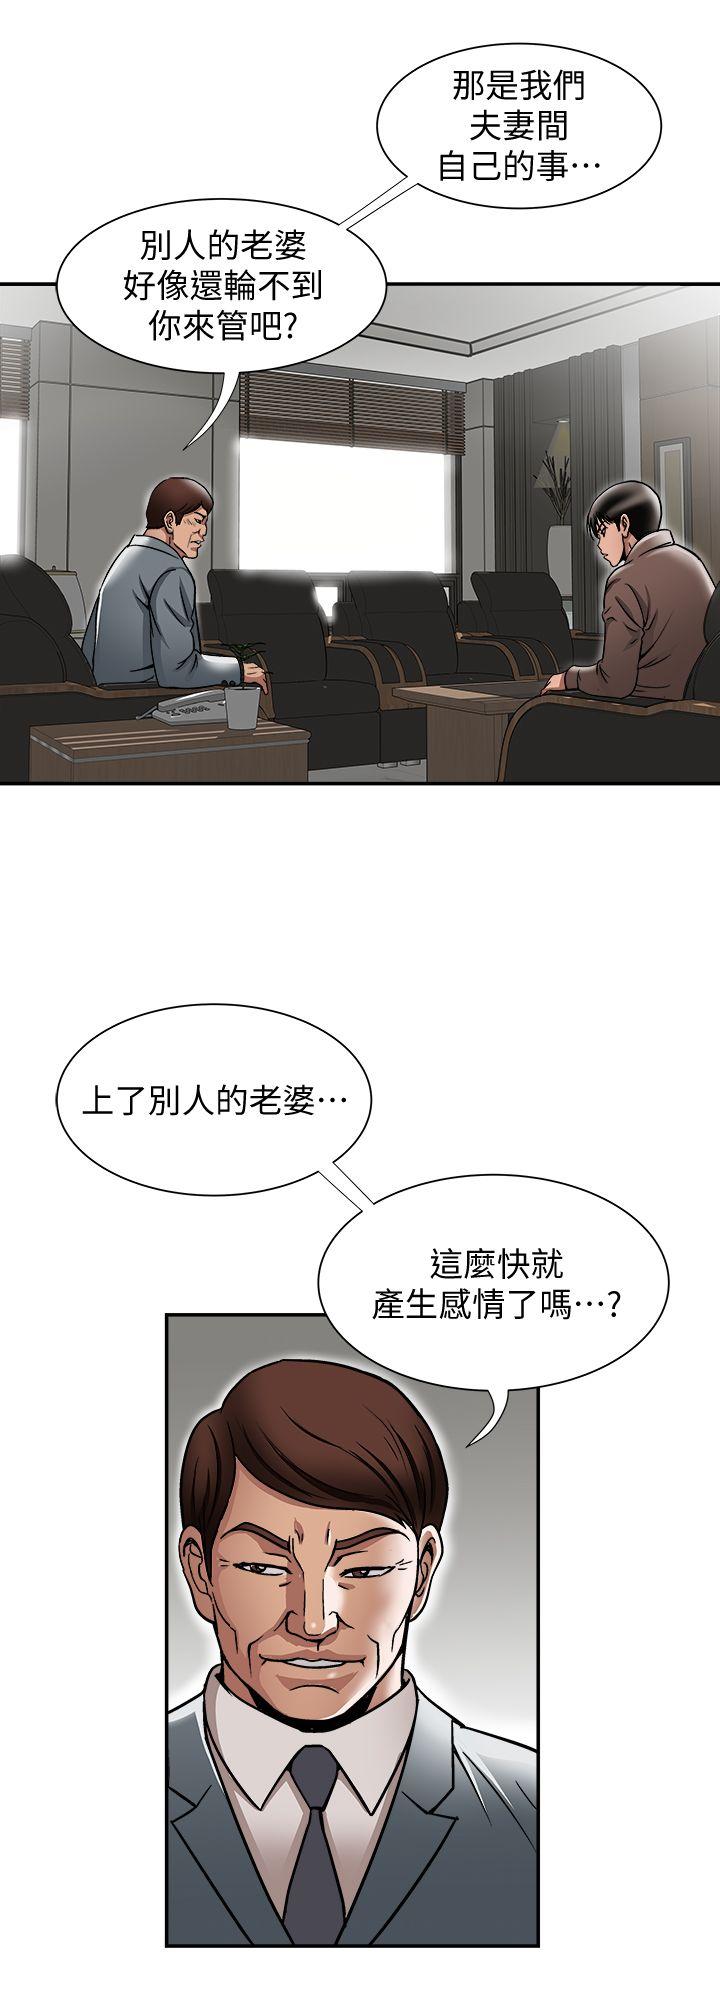 那是我們
夫妻間
自己的事⋯
別人的老婆
好像還輪不到
你來管吧?
上了別人的老婆⋯
這麼快就
產生感情了嗎⋯?